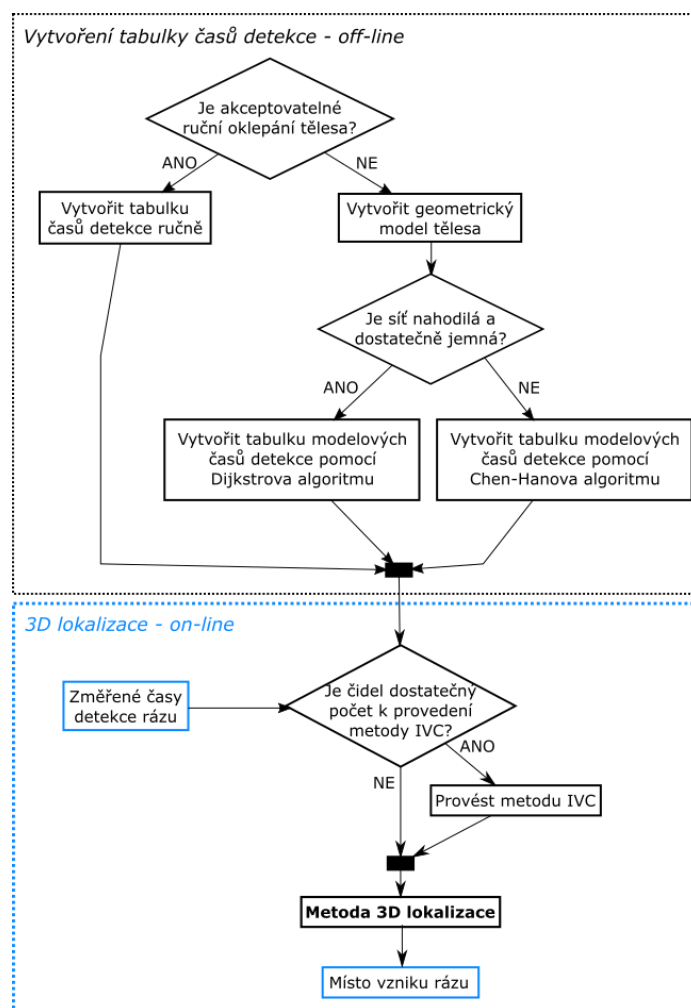 Vytvoření tabulky časů detekce - off-line
Je akceptovatelné
ruční oklepání tělesa?
ANO
NE
Vytvořit tabulku
časů detekce ručně
Vytvořit geometrický
model tělesa
Je síť nahodilá a
dostatečně jemná?
ANO
NE
Vytvořit tabulku modelových
časů detekce pomocí
Dijkstrova algoritmu
Vytvořit tabulku modelových
časů detekce pomocí
Chen-Hanova algoritmu
3D lokalizace - on-line
Změřené časy
detekce rázu
Je čidel dostatečný
počet k provedení
metody IVC?
ANO
NE
Provést metodu IVC
Metoda 3D lokalizace
Místo vzniku rázu